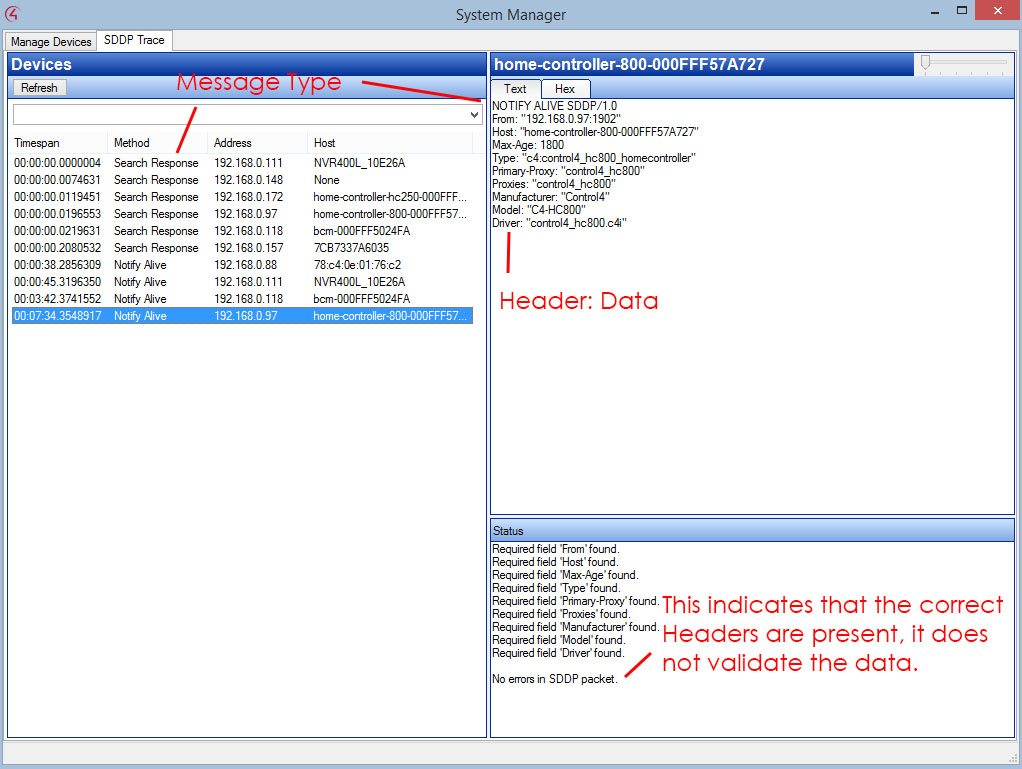 System Manager
Manage Devices SDDP Trace
Devices
Refresh
Message Type
Timespan Method Address Host
00:00:00.0000004 Search Response 192.168.0.111 NVR400L_10E26A
00:00:00.0074631 Search Response 192.168.0.148 None
00:00:00.0119451 Search Response 192.168.0.172 home-controller-hc250-000FFF...
00:00:00.0196553 Search Response 192.168.0.97 home-controller-800-000FFF57...
00:00:00.0219631 Search Response 192.168.0.118 bcm-000FFF5024FA
00:00:00.2080532 Search Response 192.168.0.157 7CB7337A6035
00:00:38.2856309 Notify Alive 192.168.0.88 78:c4:0e:01:76:c2
00:00:45.3196350 Notify Alive 192.168.0.111 NVR400L_10E26A
00:03:42.3741552 Notify Alive 192.168.0.118 bcm-000FFF5024FA
00:07:34.3548917 Notify Alive 192.168.0.97 home-controller-800-000FFF57...
home-controller-800-000FFF57A727
Text Hex
NOTIFY ALIVE SDDP/1.0
From: "192.168.0.97:1902"
Host: "home-controller-800-000FFF57A727"
Max-Age: 1800
Type: "c4:control4_hc800_homecontroller"
Primary-Proxy: "control4_hc800"
Proxies: "control4_hc800"
Manufacturer: "Control4"
Model: "C4-HC800"
Driver: "control4_hc800.c4i"
Header: Data
Status
Required field 'From' found.
Required field 'Host' found.
Required field 'Max-Age' found.
Required field 'Type' found.
Required field 'Primary-Proxy' found.
Required field 'Proxies' found.
Required field 'Manufacturer' found.
Required field 'Model' found.
Required field 'Driver' found.
No errors in SDDP packet.
This indicates that the correct
Headers are present, it does
not validate the data.